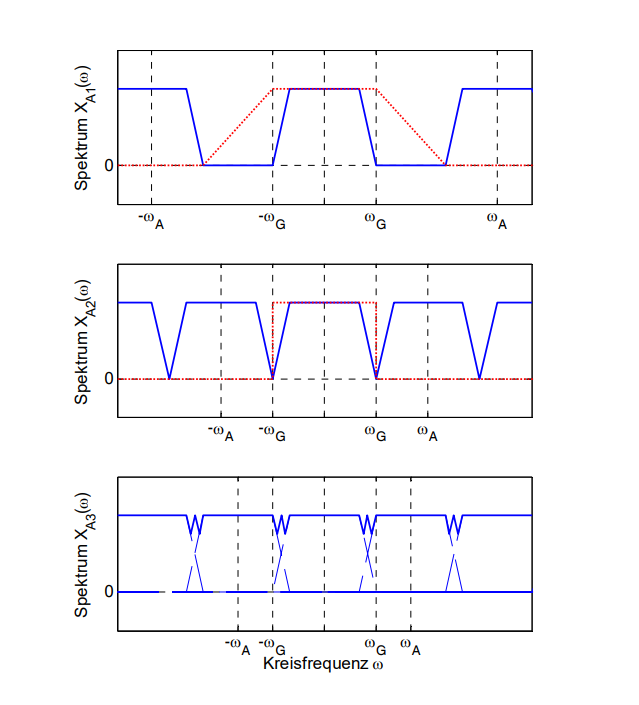 Spektrum X_A1(ω)
0
-ω_A -ω_G ω_G ω_A
Spektrum X_A2(ω)
0
-ω_A -ω_G ω_G ω_A
Spektrum X_A3(ω)
0
-ω_A -ω_G ω_G ω_A
Kreisfrequenz ω